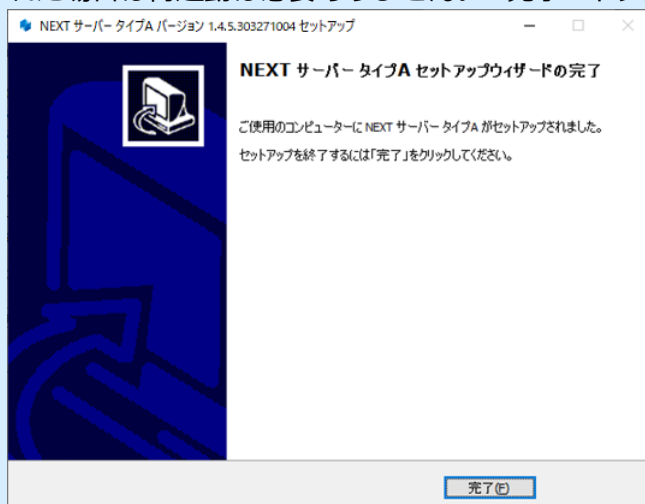 NEXT サーバー タイプA バージョン 1.4.5.303271004 セットアップ
NEXT サーバー タイプA セットアップウィザードの完了
ご使用のコンピューターに NEXT サーバー タイプA がセットアップされました。
セットアップを終了するには「完了」をクリックしてください。
完了(F)